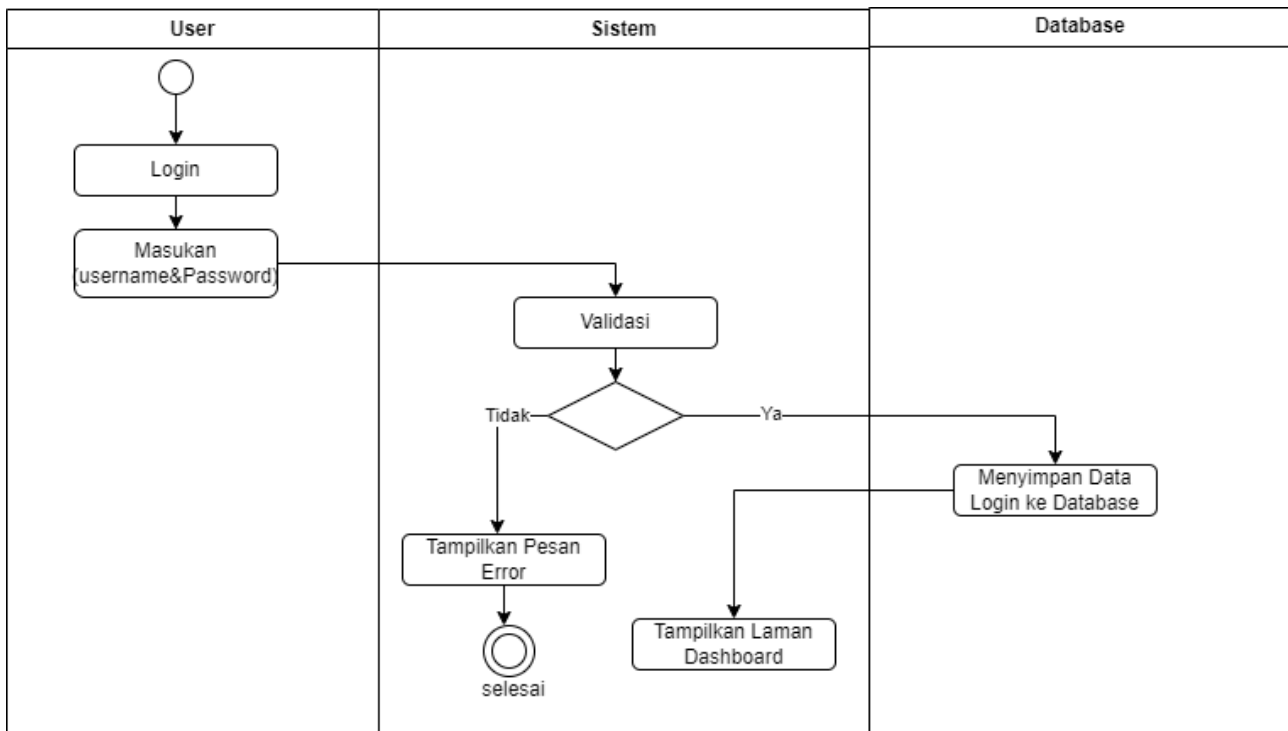 User
Sistem
Database
Login
Masukan
(username&Password)
Validasi
Tidak
Ya
Menyimpan Data
Login ke Database
Tampilkan Pesan
Error
Tampilkan Laman
Dashboard
selesai